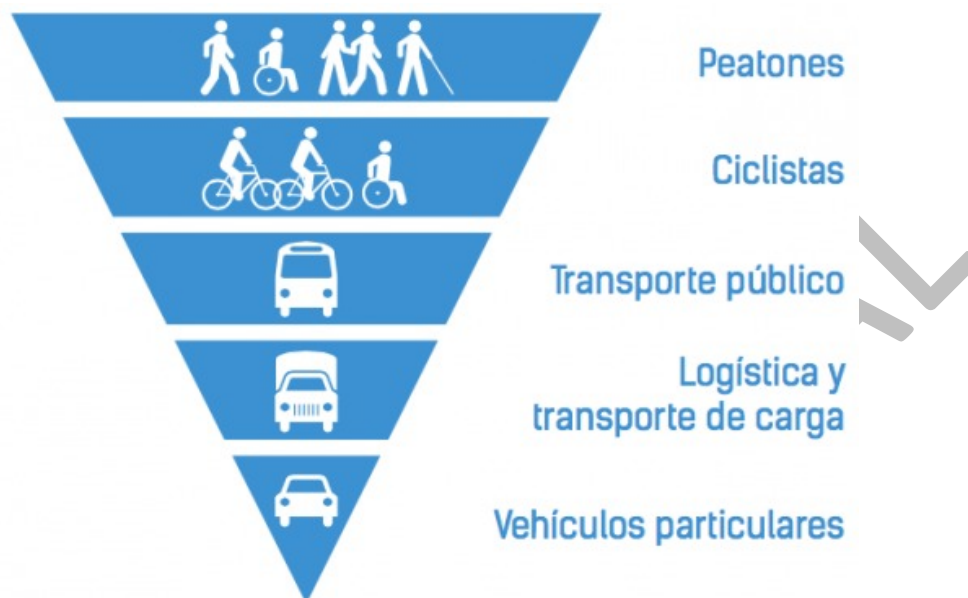 Peatones
Ciclistas
Transporte público
Logística y
transporte de carga
Vehículos particulares